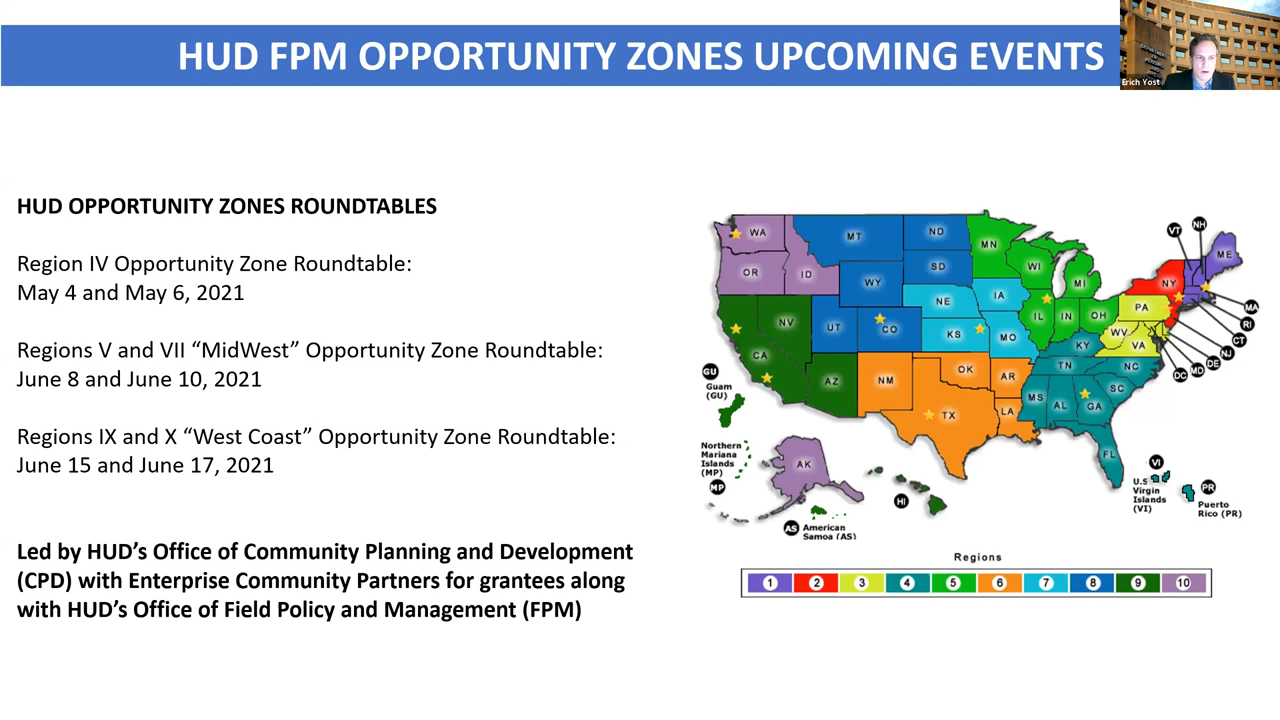 HUD FPM OPPORTUNITY ZONES UPCOMING EVENTS
Erich Yost
HUD OPPORTUNITY ZONES ROUNDTABLES
Region IV Opportunity Zone Roundtable:
May 4 and May 6, 2021
Regions V and VII “MidWest” Opportunity Zone Roundtable:
June 8 and June 10, 2021
Regions IX and X “West Coast” Opportunity Zone Roundtable:
June 15 and June 17, 2021
Led by HUD’s Office of Community Planning and Development
(CPD) with Enterprise Community Partners for grantees along
with HUD’s Office of Field Policy and Management (FPM)
WA
MT
ND
MN
VT
NH
ME
OR
ID
SD
WI
WY
MI
NY
NE
IA
PA
MA
RI
CT
NJ
DE
MD
DC
NV
UT
CO
KS
MO
IL
IN
OH
WV
VA
KY
CA
AZ
NM
OK
AR
TN
NC
SC
MS
AL
GA
TX
LA
FL
GU
Guam
(GU)
Northern
Mariana
Islands
(MP)
MP
AK
HI
AS
American
Samoa (AS)
VI
U.S.
Virgin
Islands
(VI)
PR
Puerto
Rico (PR)
Regions
1 2 3 4 5 6 7 8 9 10